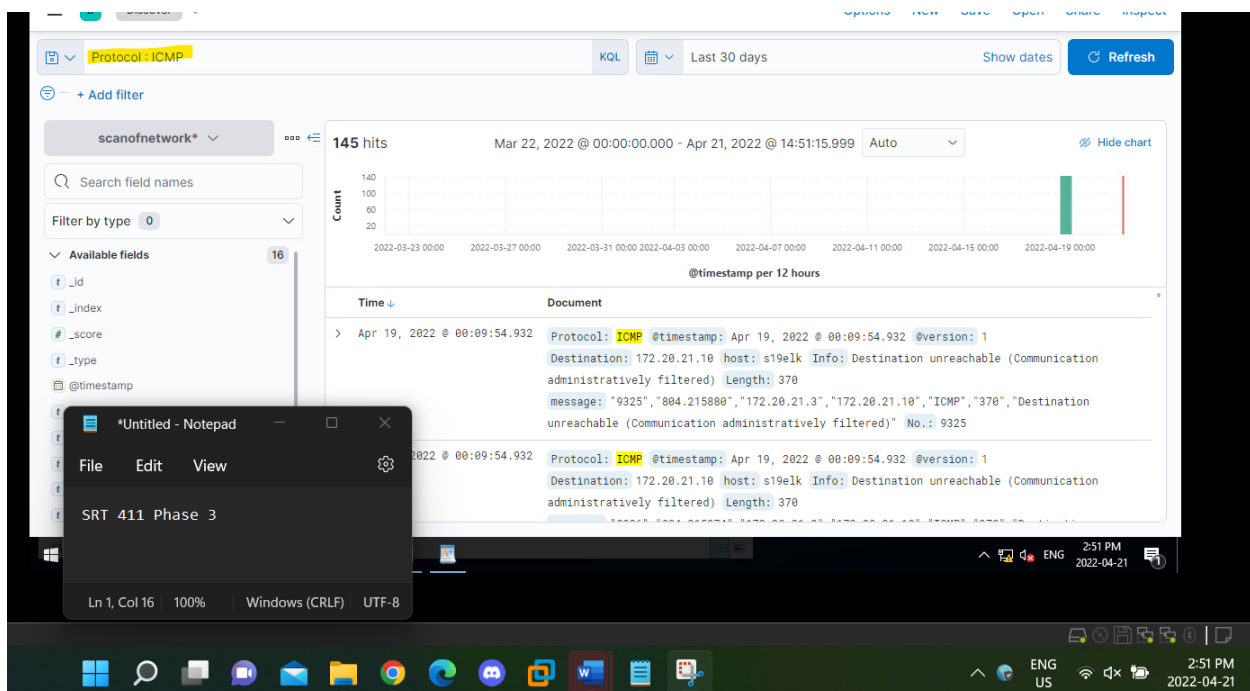 Protocol : ICMP
KQL
Last 30 days
Show dates
Refresh
+ Add filter
scanofnetwork*
145 hits
Mar 22, 2022 @ 00:00:00.000 - Apr 21, 2022 @ 14:51:15.999
Auto
Hide chart
Search field names
Filter by type 0
Available fields 16
t _id
t _index
# _score
t _type
@timestamp
t
t
t
t
t
Count
140
100
60
20
2022-03-23 00:00
2022-03-27 00:00
2022-03-31 00:00
2022-04-03 00:00
2022-04-07 00:00
2022-04-11 00:00
2022-04-15 00:00
2022-04-19 00:00
@timestamp per 12 hours
Time
Document
Apr 19, 2022 @ 00:09:54.932
Protocol: ICMP @timestamp: Apr 19, 2022 @ 00:09:54.932 @version: 1
Destination: 172.20.21.10 host: s19elk Info: Destination unreachable (Communication
administratively filtered) Length: 370
message: "9325","804.215880","172.20.21.3","172.20.21.10","ICMP","370","Destination
unreachable (Communication administratively filtered)" No.: 9325
2022 @ 00:09:54.932
Protocol: ICMP @timestamp: Apr 19, 2022 @ 00:09:54.932 @version: 1
Destination: 172.20.21.10 host: s19elk Info: Destination unreachable (Communication
administratively filtered) Length: 370
*Untitled - Notepad
File Edit View
SRT 411 Phase 3
Ln 1, Col 16
100%
Windows (CRLF)
UTF-8
ENG
2:51 PM
2022-04-21
1
ENG
US
2:51 PM
2022-04-21